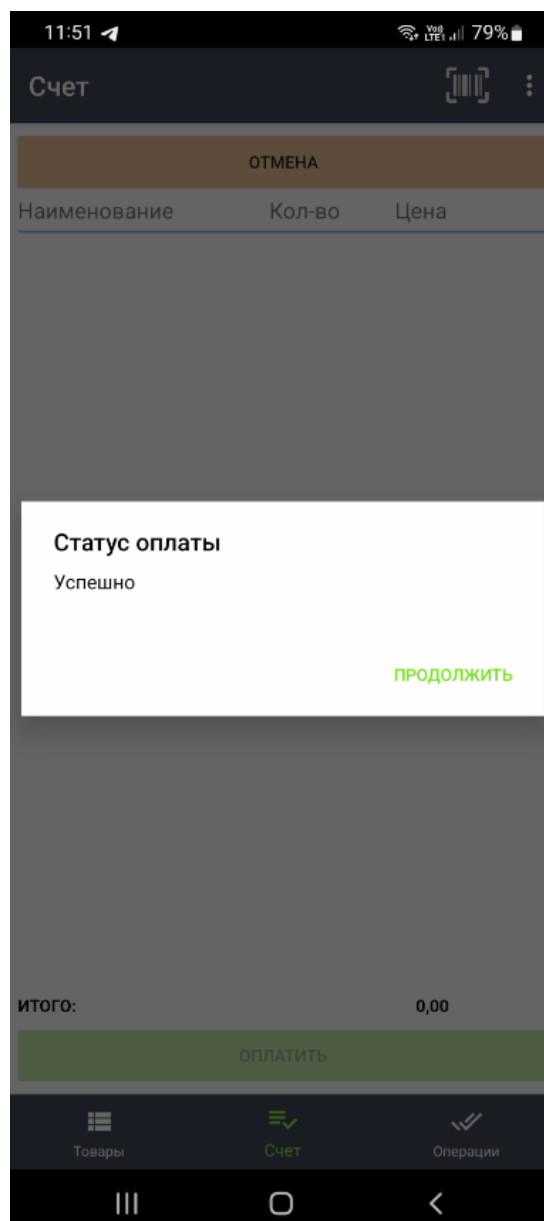 11:51 79%
Счет
ОТМЕНА
Наименование Кол-во Цена
Статус оплаты
Успешно
ПРОДОЛЖИТЬ
ИТОГО: 0,00
ОПЛАТИТЬ
Товары Счет Операции